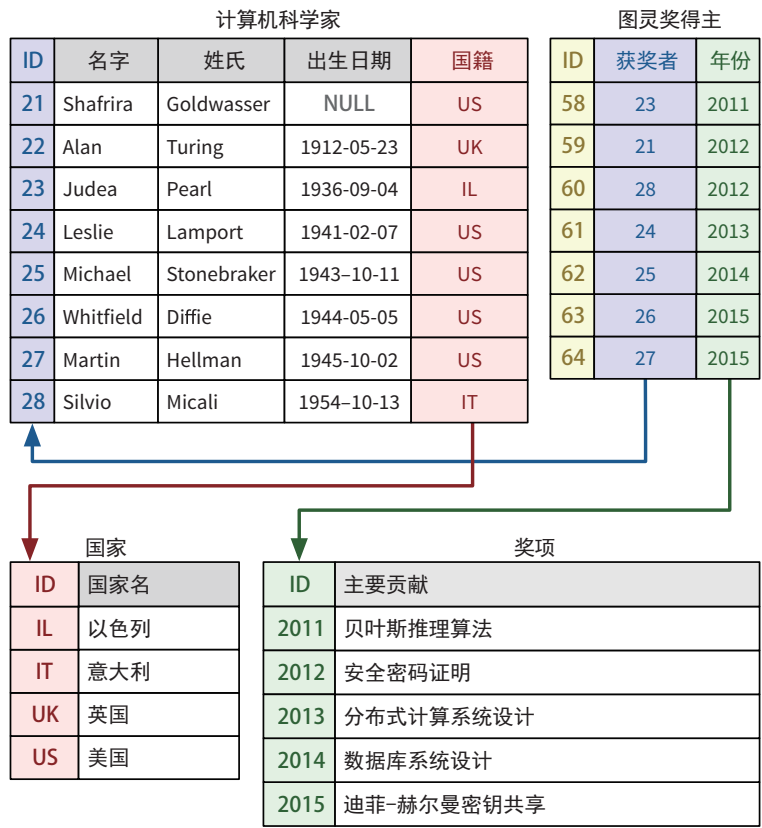 计算机科学家
ID 名字 姓氏 出生日期 国籍
21 Shafrira Goldwasser NULL US
22 Alan Turing 1912-05-23 UK
23 Judea Pearl 1936-09-04 IL
24 Leslie Lamport 1941-02-07 US
25 Michael Stonebraker 1943–10-11 US
26 Whitfield Diffie 1944-05-05 US
27 Martin Hellman 1945-10-02 US
28 Silvio Micali 1954–10-13 IT
图灵奖得主
ID 获奖者 年份
58 23 2011
59 21 2012
60 28 2012
61 24 2013
62 25 2014
63 26 2015
64 27 2015
国家
ID 国家名
IL 以色列
IT 意大利
UK 英国
US 美国
奖项
ID 主要贡献
2011 贝叶斯推理算法
2012 安全密码证明
2013 分布式计算系统设计
2014 数据库系统设计
2015 迪菲-赫尔曼密钥共享